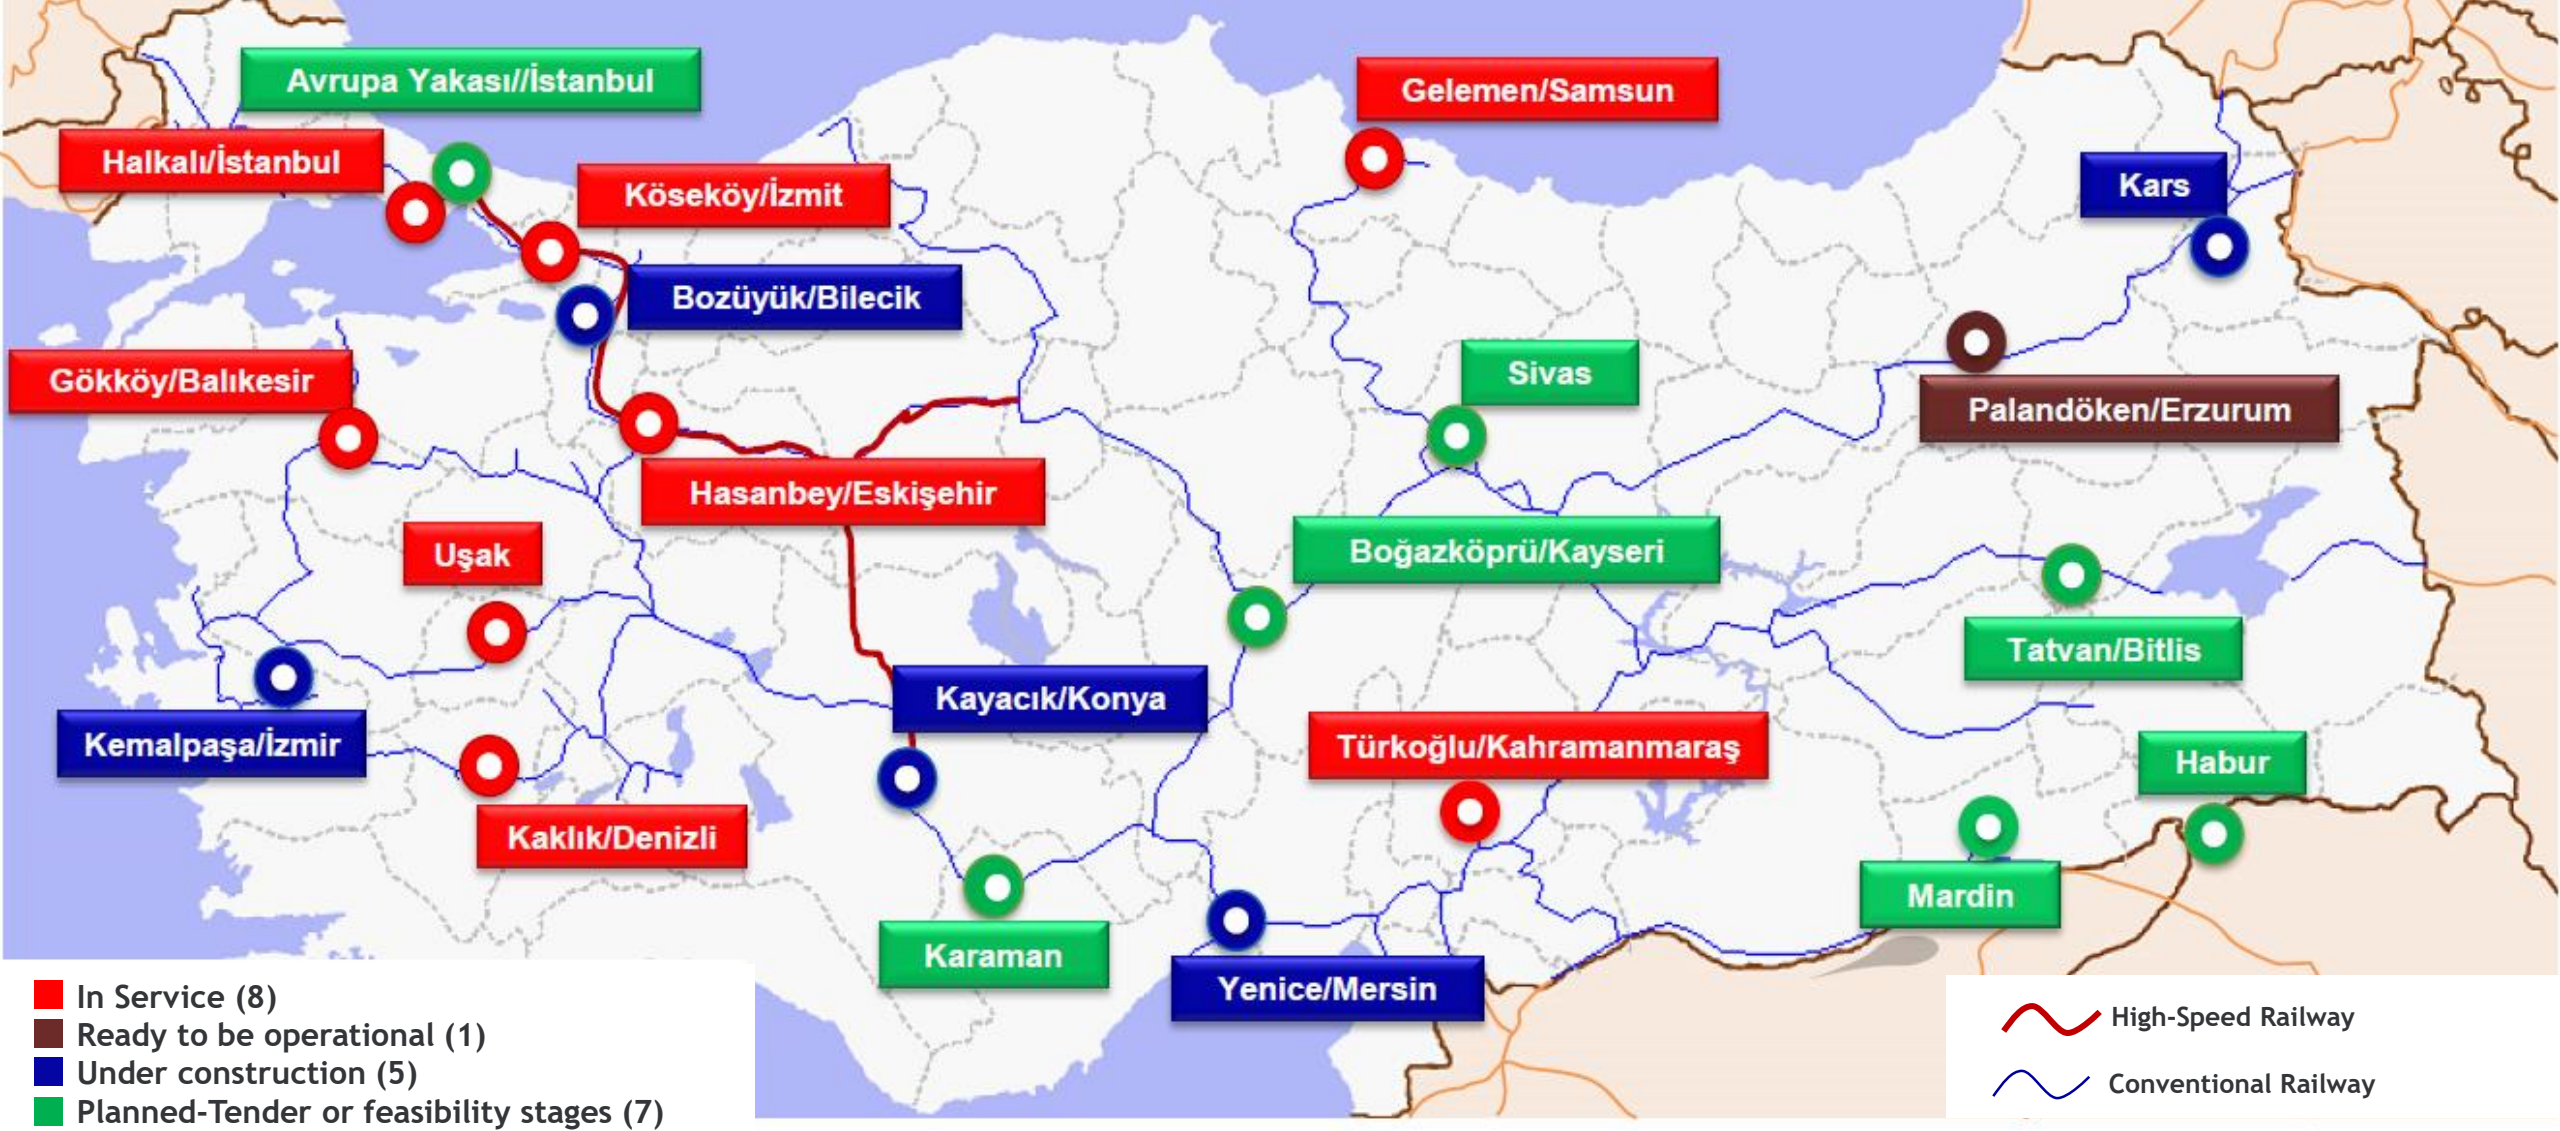 Avrupa Yakası//İstanbul
Gelemen/Samsun
Halkalı/İstanbul
Köseköy/İzmit
Kars
Bozüyük/Bilecik
Gökköy/Balıkesir
Sivas
Palandöken/Erzurum
Hasanbey/Eskişehir
Uşak
Boğazköprü/Kayseri
Tatvan/Bitlis
Kayacık/Konya
Kemalpaşa/İzmir
Türkoğlu/Kahramanmaraş
Habur
Kaklık/Denizli
Mardin
Karaman
Yenice/Mersin
In Service (8)
Ready to be operational (1)
Under construction (5)
Planned-Tender or feasibility stages (7)
High-Speed Railway
Conventional Railway